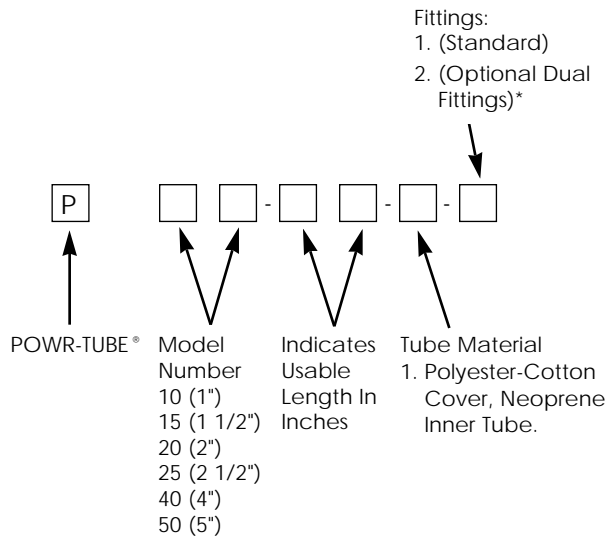 Fittings:
1. (Standard)
2. (Optional Dual
Fittings)*
P - - -
POWR-TUBE®
Model
Number
10 (1")
15 (1 1/2")
20 (2")
25 (2 1/2")
40 (4")
50 (5")
Indicates
Usable
Length In
Inches
Tube Material
1. Polyester-Cotton
Cover, Neoprene
Inner Tube.